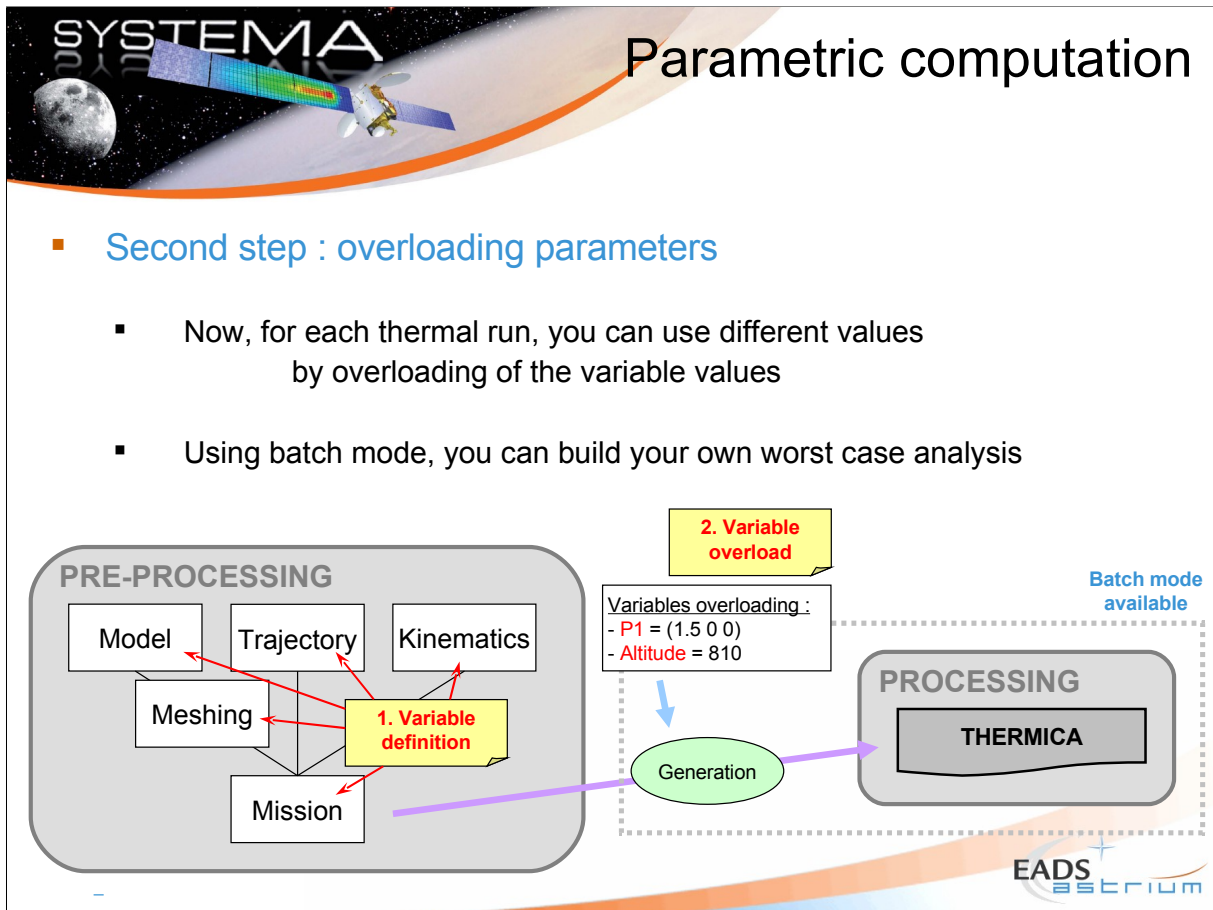 SYSTEMA
Parametric computation
▪ Second step : overloading parameters
▪ Now, for each thermal run, you can use different values
by overloading of the variable values
▪ Using batch mode, you can build your own worst case analysis
2. Variable
overload
PRE-PROCESSING
Batch mode
available
Variables overloading :
- P1 = (1.5 0 0)
- Altitude = 810
Model
Trajectory
Kinematics
Meshing
1. Variable
definition
Mission
Generation
PROCESSING
THERMICA
EADS
astrium